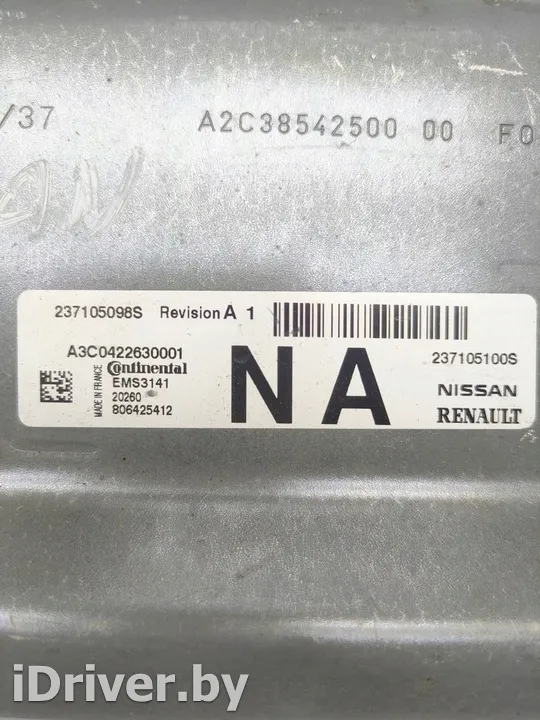 /37 A2C38542500 00 F0
237105098S Revision A 1
A3C0422630001
Continental
EMS3141
20260
806425412
MADE IN FRANCE
NA
237105100S
NISSAN
RENAULT
iDriver.by